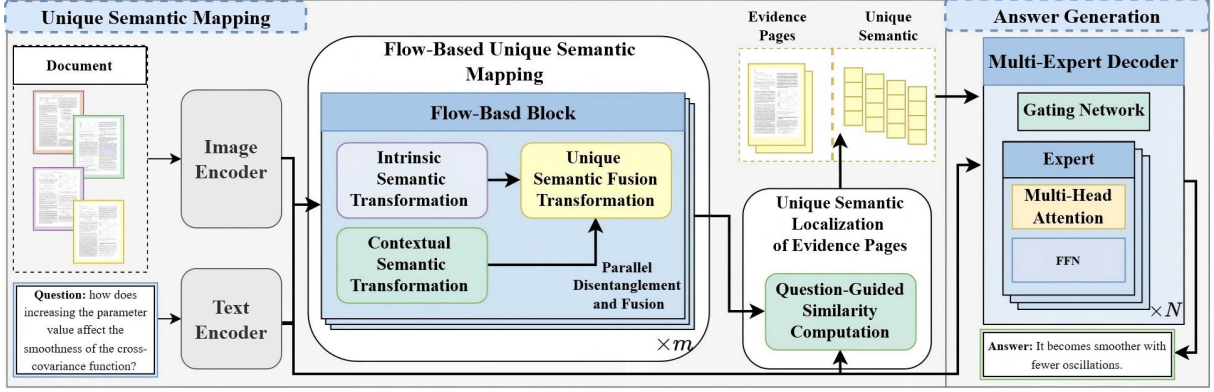 Unique Semantic Mapping
Document
Question: how does
increasing the parameter
value affect the
smoothness of the cross-
covariance function?
Image
Encoder
Text
Encoder
Flow-Based Unique Semantic
Mapping
Flow-Basd Block
Intrinsic
Semantic
Transformation
Unique
Semantic Fusion
Transformation
Contextual
Semantic
Transformation
Parallel
Disentanglement
and Fusion
×m
Evidence
Pages
Unique
Semantic
Unique Semantic
Localization
of Evidence Pages
Question-Guided
Similarity
Computation
Answer Generation
Multi-Expert Decoder
Gating Network
Expert
Multi-Head
Attention
FFN
×N
Answer: It becomes smoother with
fewer oscillations.